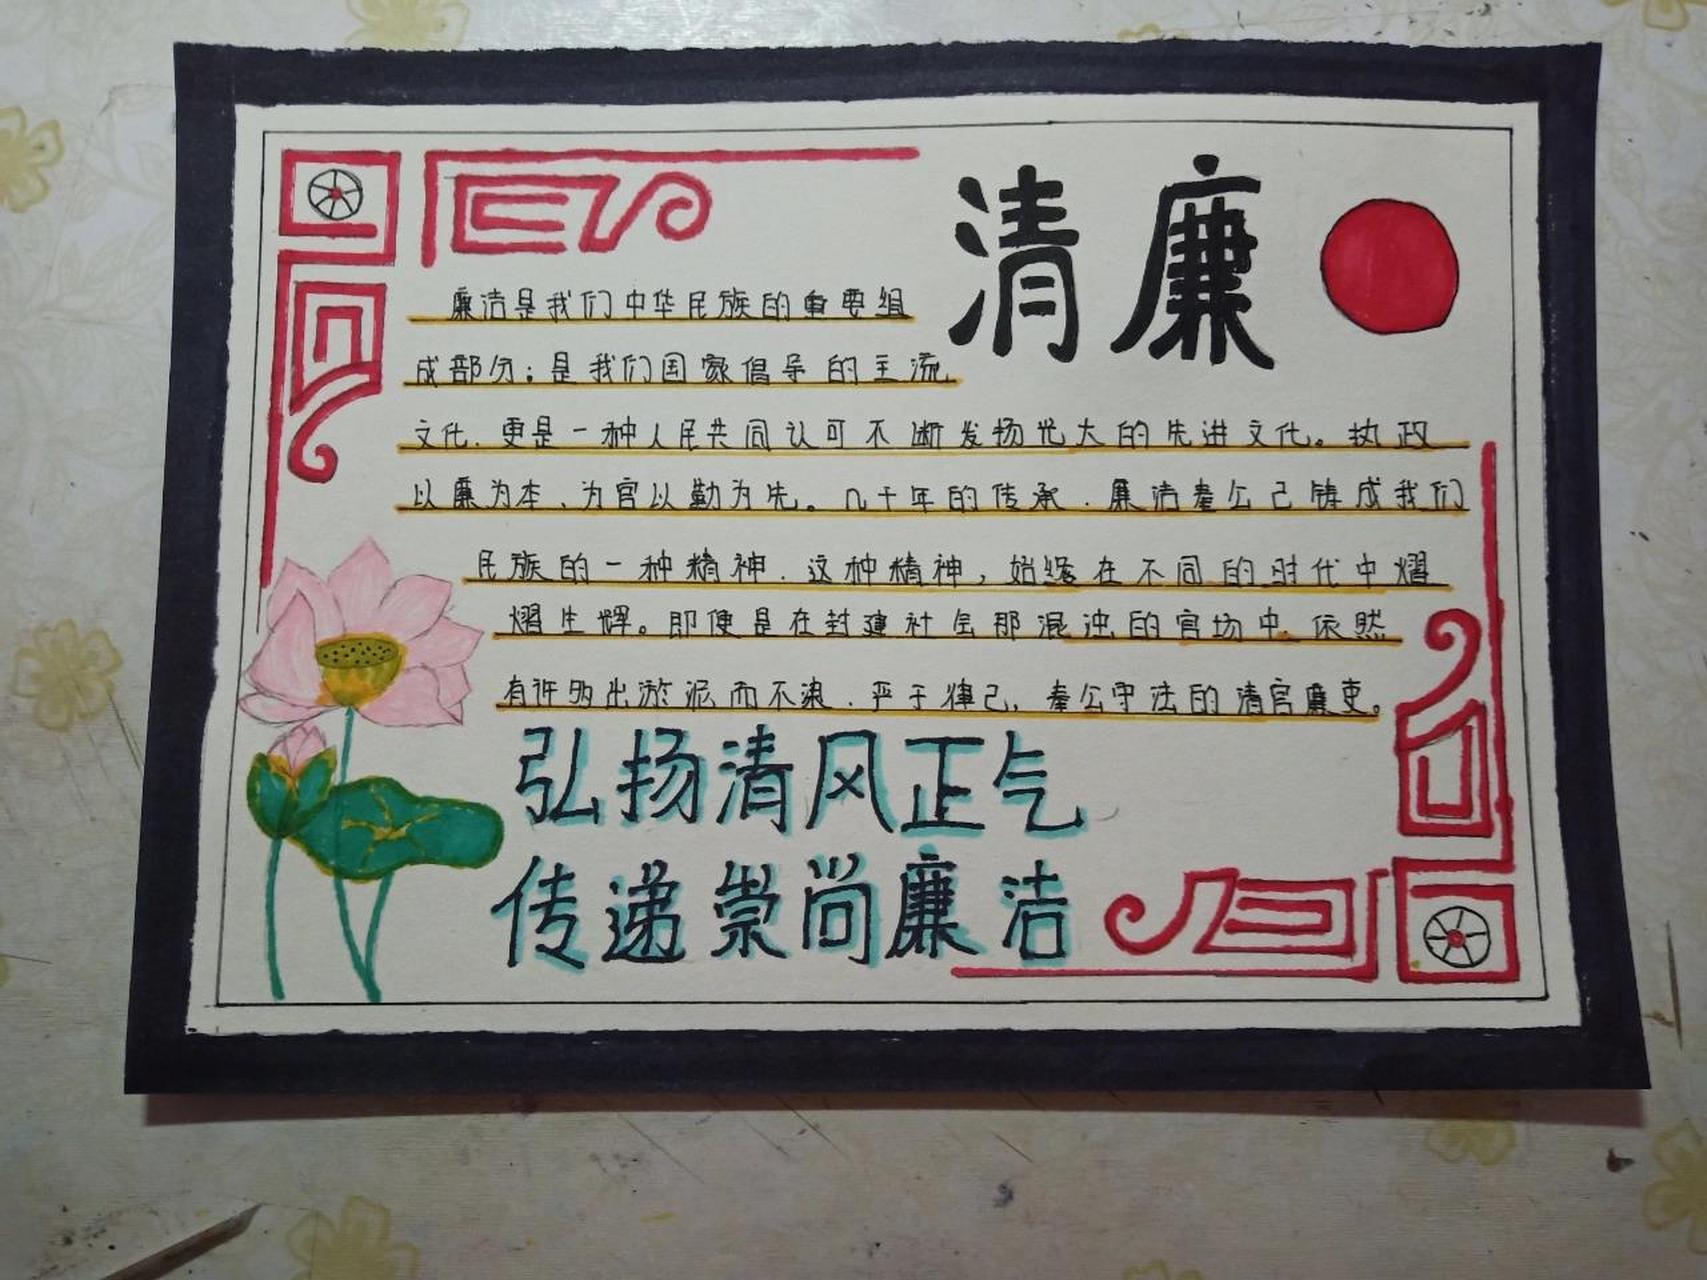 清廉
廉洁是我们中华民族的重要组
成部分；是我们国家倡导的主流
文化、更是一种人民共同认可不断发扬光大的先进文化。执政
以廉为本、为官以勤为先。几千年的传承．廉洁奉公已铸成我们
民族的一种精神．这种精神，始终在不同的时代中熠
熠生辉。即使是在封建社会那混浊的官场中．依然
有许多出淤泥而不染．严于律己，奉公守法的清官廉吏。
弘扬清风正气
传递崇尚廉洁